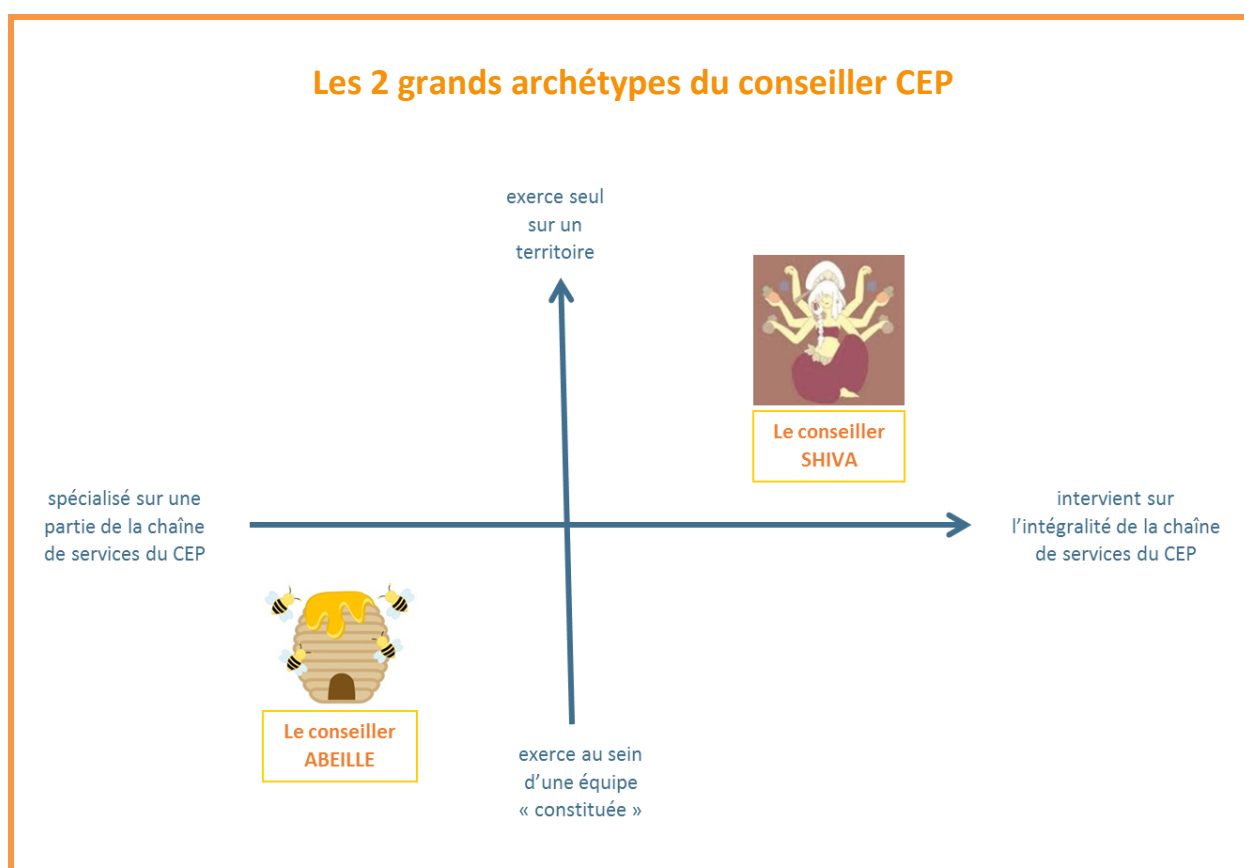 Les 2 grands archétypes du conseiller CEP
exerce seul
sur un
territoire
Le conseiller
SHIVA
spécialisé sur une
partie de la chaîne
de services du CEP
intervient sur
l’intégralité de la chaîne
de services du CEP
Le conseiller
ABEILLE
exerce au sein
d’une équipe
« constituée »